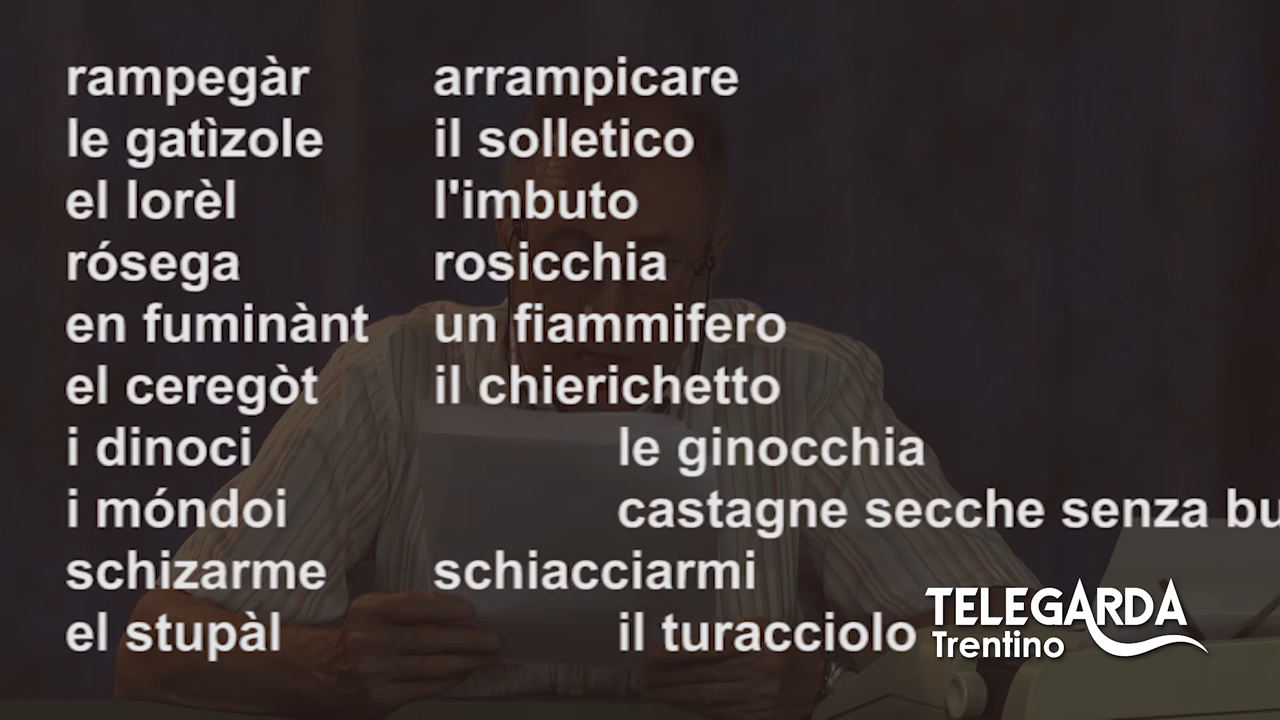 rampegàr arrampicare
le gatìzole il solletico
el lorèl l'imbuto
rósega rosicchia
en fuminànt un fiammifero
el ceregòt il chierichetto
i dinoci le ginocchia
i móndoi castagne secche senza
schizarme schiacciarmi
el stupàl il turacciolo
TELEGARDA
Trentino